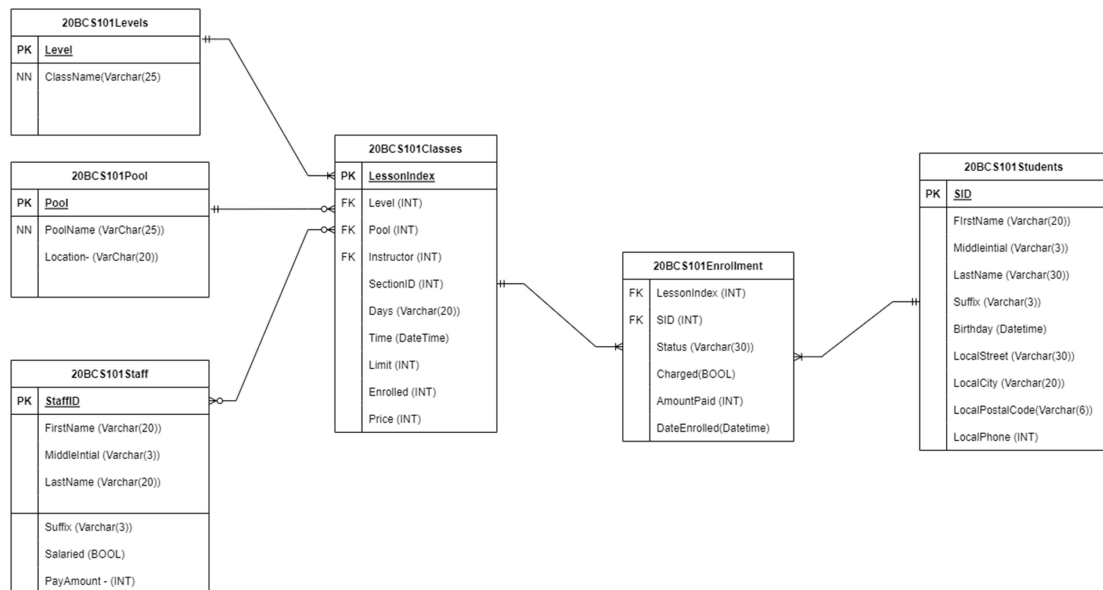 20BCS101Levels
PK Level
NN ClassName(Varchar(25)
20BCS101Pool
PK Pool
NN PoolName (VarChar(25))
Location- (VarChar(20))
20BCS101Staff
PK StaffID
FirstName (Varchar(20))
MiddleIntial (Varchar(3))
LastName (Varchar(20))
Suffix (Varchar(3))
Salaried (BOOL)
PayAmount - (INT)
20BCS101Classes
PK LessonIndex
FK Level (INT)
FK Pool (INT)
FK Instructor (INT)
SectionID (INT)
Days (Varchar(20))
Time (DateTime)
Limit (INT)
Enrolled (INT)
Price (INT)
20BCS101Enrollment
FK LessonIndex (INT)
FK SID (INT)
Status (Varchar(30))
Charged(BOOL)
AmountPaid (INT)
DateEnrolled(Datetime)
20BCS101Students
PK SID
FIrstName (Varchar(20))
Middleintial (Varchar(3))
LastName (Varchar(30))
Suffix (Varchar(3))
Birthday (Datetime)
LocalStreet (Varchar(30))
LocalCity (Varchar(20))
LocalPostalCode(Varchar(6))
LocalPhone (INT)